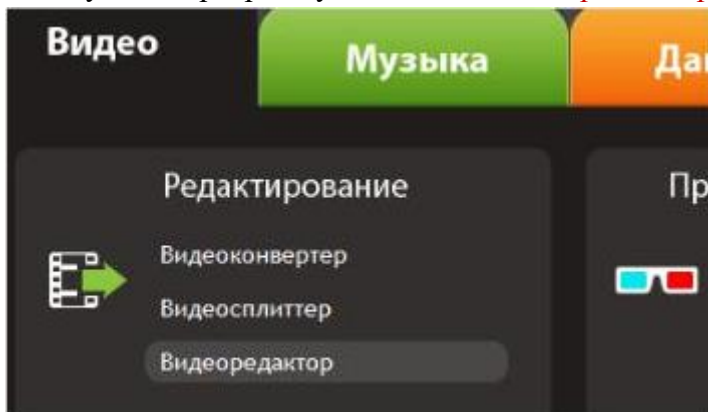 Видео
Музыка
Редактирование
Видеоконвертер
Видеосплиттер
Видеоредактор